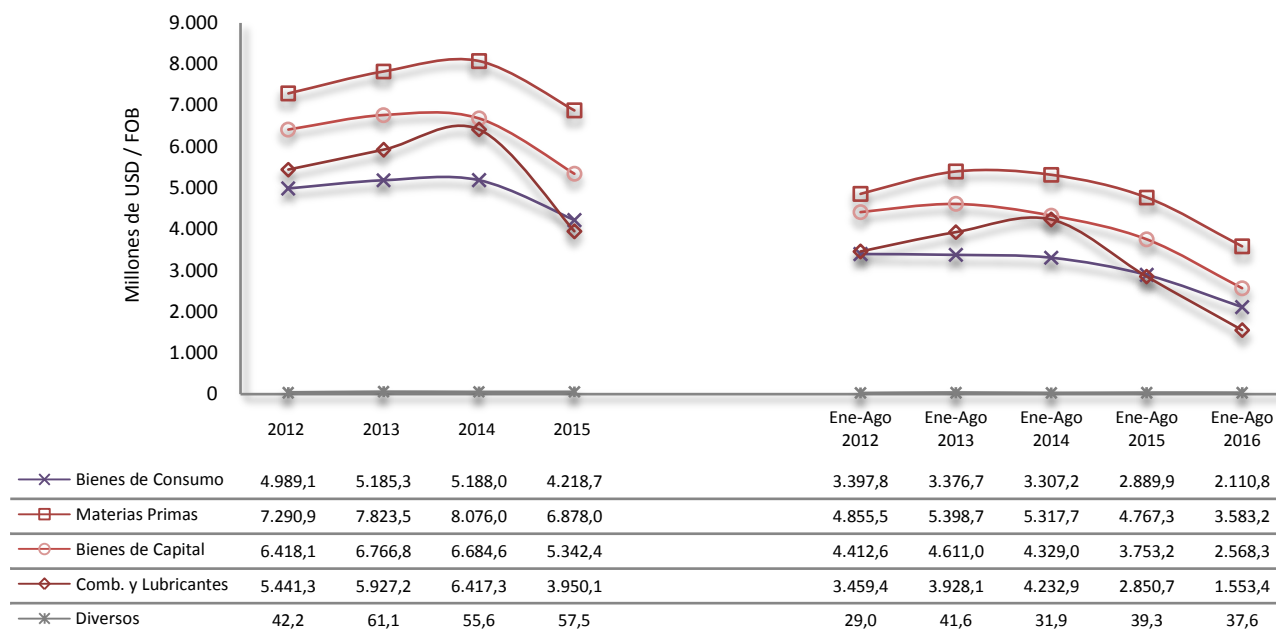 Millones de USD / FOB
9.000
8.000
7.000
6.000
5.000
4.000
3.000
2.000
1.000
0
2012 2013 2014 2015 Ene-Ago 2012 Ene-Ago 2013 Ene-Ago 2014 Ene-Ago 2015 Ene-Ago 2016
Bienes de Consumo 4.989,1 5.185,3 5.188,0 4.218,7 3.397,8 3.376,7 3.307,2 2.889,9 2.110,8
Materias Primas 7.290,9 7.823,5 8.076,0 6.878,0 4.855,5 5.398,7 5.317,7 4.767,3 3.583,2
Bienes de Capital 6.418,1 6.766,8 6.684,6 5.342,4 4.412,6 4.611,0 4.329,0 3.753,2 2.568,3
Comb. y Lubricantes 5.441,3 5.927,2 6.417,3 3.950,1 3.459,4 3.928,1 4.232,9 2.850,7 1.553,4
Diversos 42,2 61,1 55,6 57,5 29,0 41,6 31,9 39,3 37,6